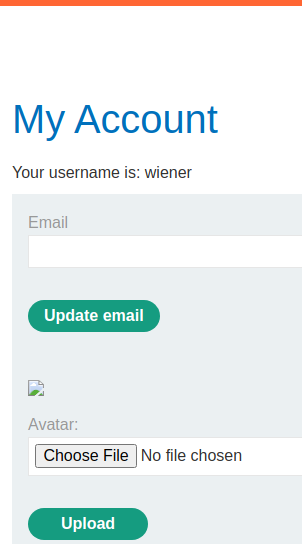 My Account
Your username is: wiener
Email
Update email
Avatar:
Choose File No file chosen
Upload